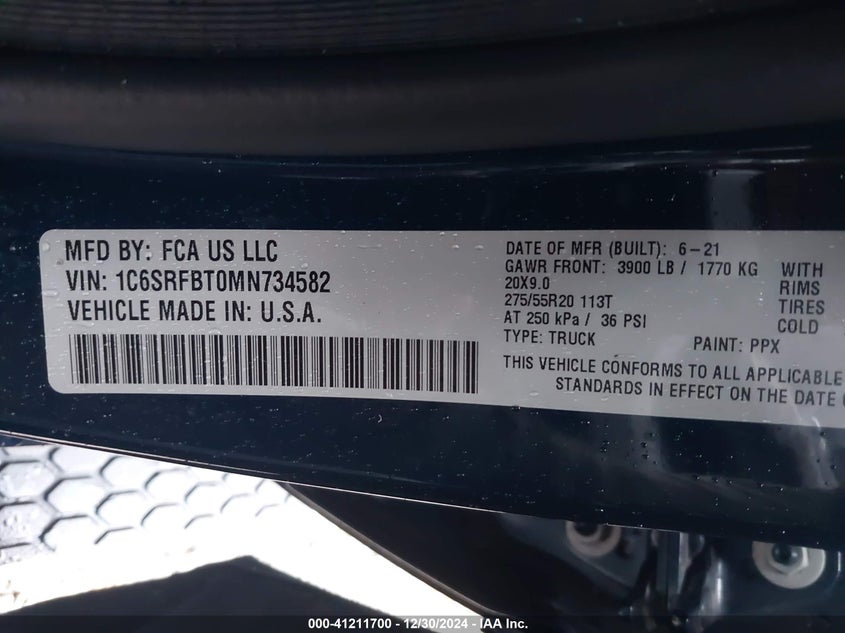 MFD BY: FCA US LLC
VIN: 1C6SRFBT0MN734582
VEHICLE MADE IN: U.S.A.
DATE OF MFR (BUILT): 6-21
GAWR FRONT: 3900 LB / 1770 KG WITH
20X9.0 RIMS
275/55R20 113T TIRES
AT 250 kPa / 36 PSI COLD
TYPE: TRUCK PAINT: PPX
THIS VEHICLE CONFORMS TO ALL APPLICABLE
STANDARDS IN EFFECT ON THE DATE
000-41211700 - 12/30/2024 - IAA Inc.